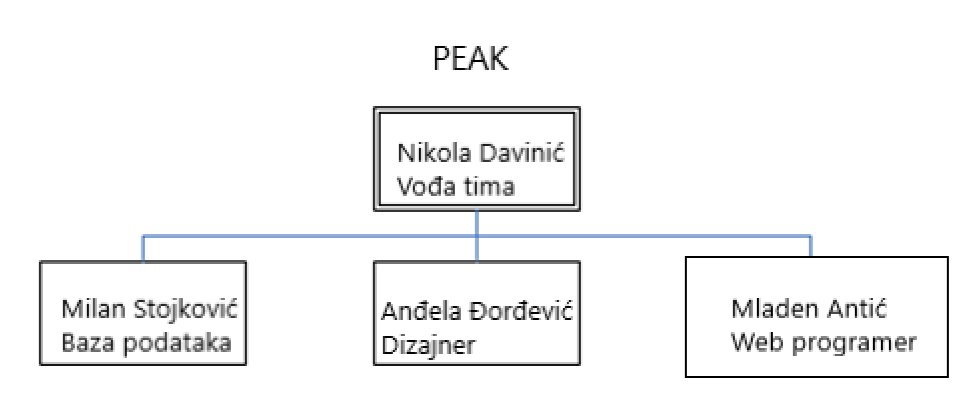 PEAK
Nikola Davinić
Vođa tima
Milan Stojković
Baza podataka
Anđela Đorđević
Dizajner
Mladen Antić
Web programer